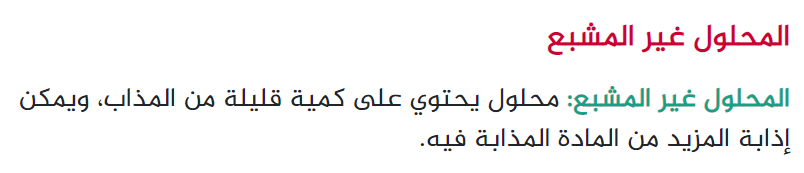 المحلول غير المشبع
المحلول غير المشبع: محلول يحتوي على كمية قليلة من المذاب، ويمكن
إذابة المزيد من المادة المذابة فيه.